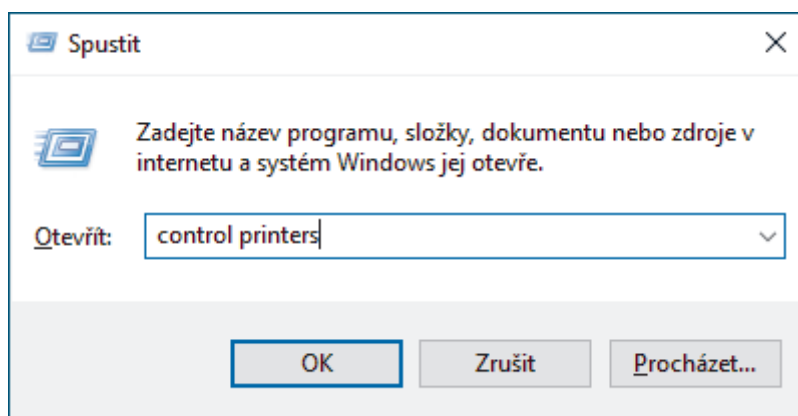 Spustit
Zadejte název programu, složky, dokumentu nebo zdroje v
internetu a systém Windows jej otevře.
Otevřít: control printers
OK Zrušit Procházet...